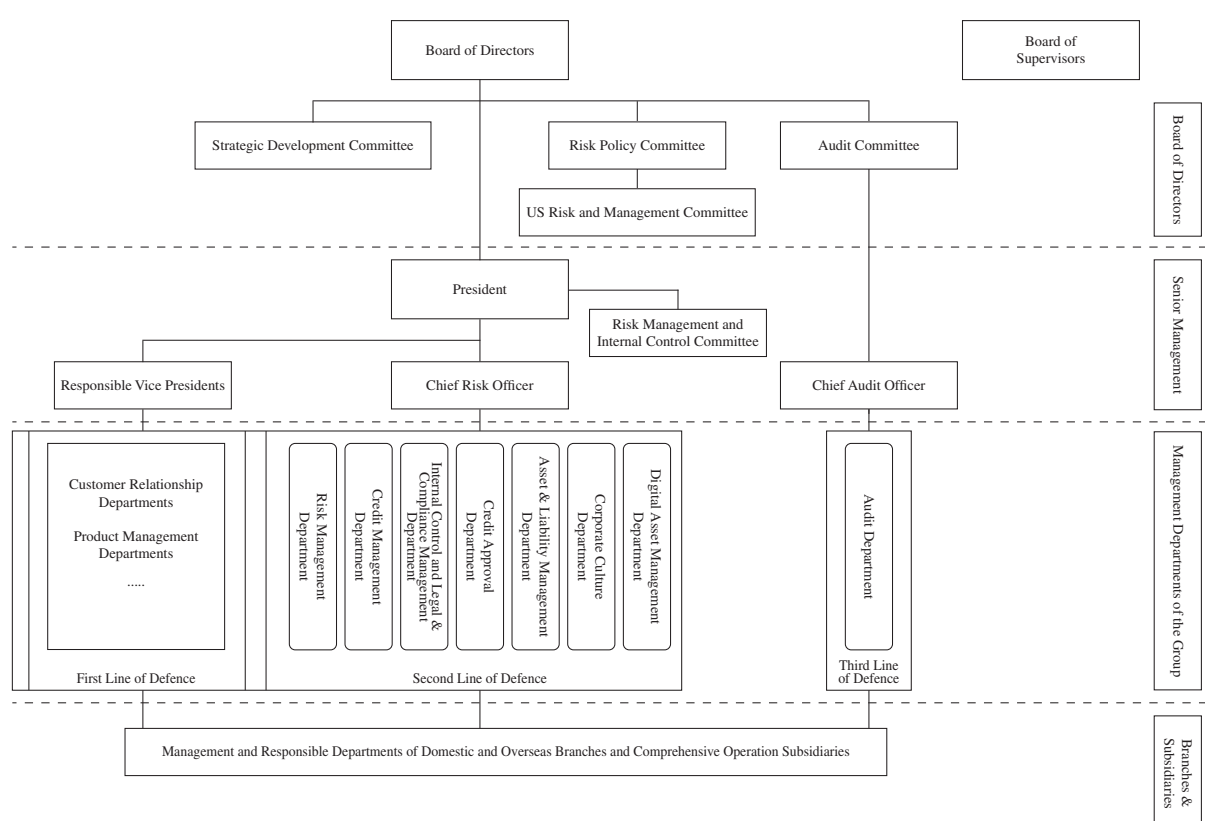 Board of Directors
Board of
Supervisors
Strategic Development Committee
Risk Policy Committee
Audit Committee
US Risk and Management Committee
Board of Directors
President
Risk Management and
Internal Control Committee
Responsible Vice Presidents
Chief Risk Officer
Chief Audit Officer
Senior Management
Customer Relationship
Departments
Product Management
Departments
.....
First Line of Defence
Risk Management
Department
Credit Management
Department
Internal Control and Legal &
Compliance Management
Department
Credit Approval
Department
Asset & Liability Management
Department
Corporate Culture
Department
Digital Asset Management
Department
Second Line of Defence
Audit Department
Third Line
of Defence
Management Departments of the Group
Management and Responsible Departments of Domestic and Overseas Branches and Comprehensive Operation Subsidiaries
Branches &
Subsidiaries